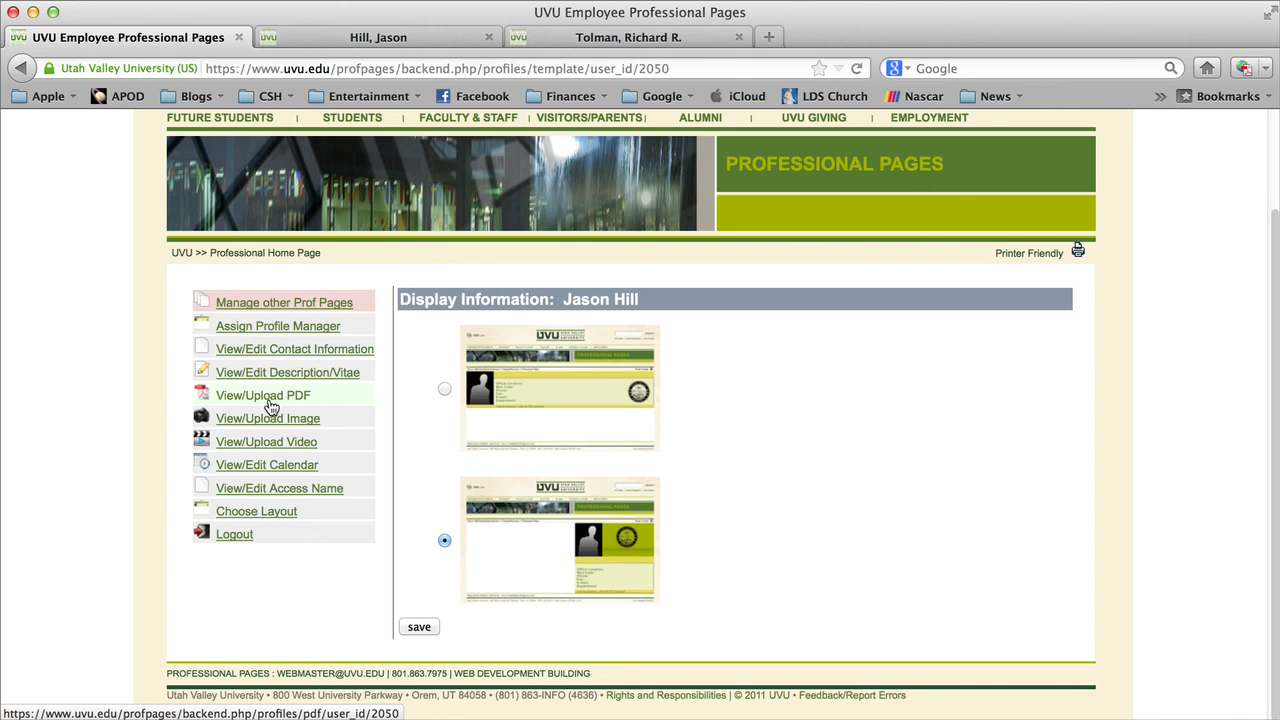 UVU Employee Professional Pages
UVU Employee Professional Pages
Hill, Jason
Tolman, Richard R.
Utah Valley University (US)
https://www.uvu.edu/profpages/backend.php/profiles/template/user_id/2050
Google
Apple
APOD
Blogs
CSH
Entertainment
Facebook
Finances
Google
iCloud
LDS Church
Nascar
News
Bookmarks
FUTURE STUDENTS | STUDENTS | FACULTY & STAFF | VISITORS/PARENTS | ALUMNI | UVU GIVING | EMPLOYMENT
PROFESSIONAL PAGES
UVU >> Professional Home Page
Printer Friendly
Manage other Prof Pages
Assign Profile Manager
View/Edit Contact Information
View/Edit Description/Vitae
View/Upload PDF
View/Upload Image
View/Upload Video
View/Edit Calendar
View/Edit Access Name
Choose Layout
Logout
Display Information: Jason Hill
UVU
PROFESSIONAL PAGES
UVU
PROFESSIONAL PAGES
save
PROFESSIONAL PAGES : WEBMASTER@UVU.EDU | 801.863.7975 | WEB DEVELOPMENT BUILDING
Utah Valley University • 800 West University Parkway • Orem, UT 84058 • (801) 863-INFO (4636) • Rights and Responsibilities | © 2011 UVU • Feedback/Report Errors
https://www.uvu.edu/profpages/backend.php/profiles/pdf/user_id/2050